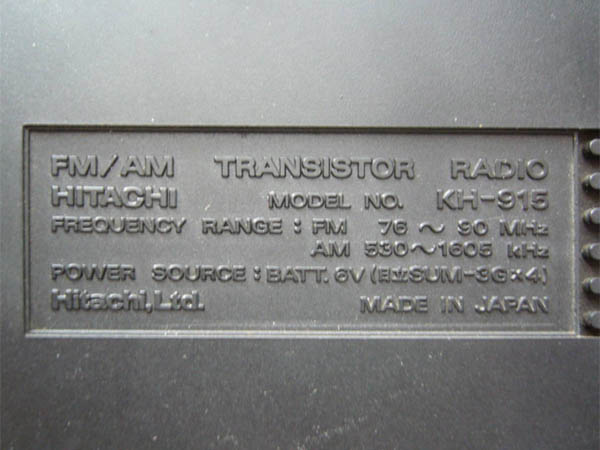 FM/AM TRANSISTOR RADIO
HITACHI MODEL NO. KH-915
FREQUENCY RANGE : FM 76 ～ 90 MHz
AM 530～1605 kHz
POWER SOURCE : BATT. 6V (日立SUM-3G×4)
Hitachi, Ltd. MADE IN JAPAN